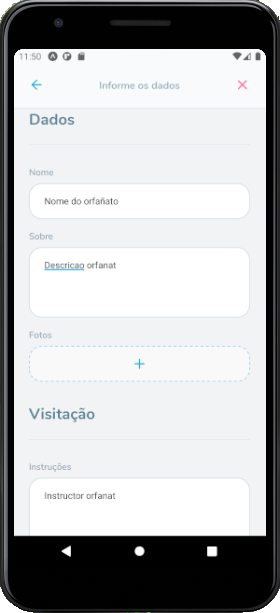 11:50
Informe os dados
Dados
Nome
Nome do orfañato
Sobre
Descricao orfanat
Fotos
+
Visitação
Instruções
Instructor orfanat